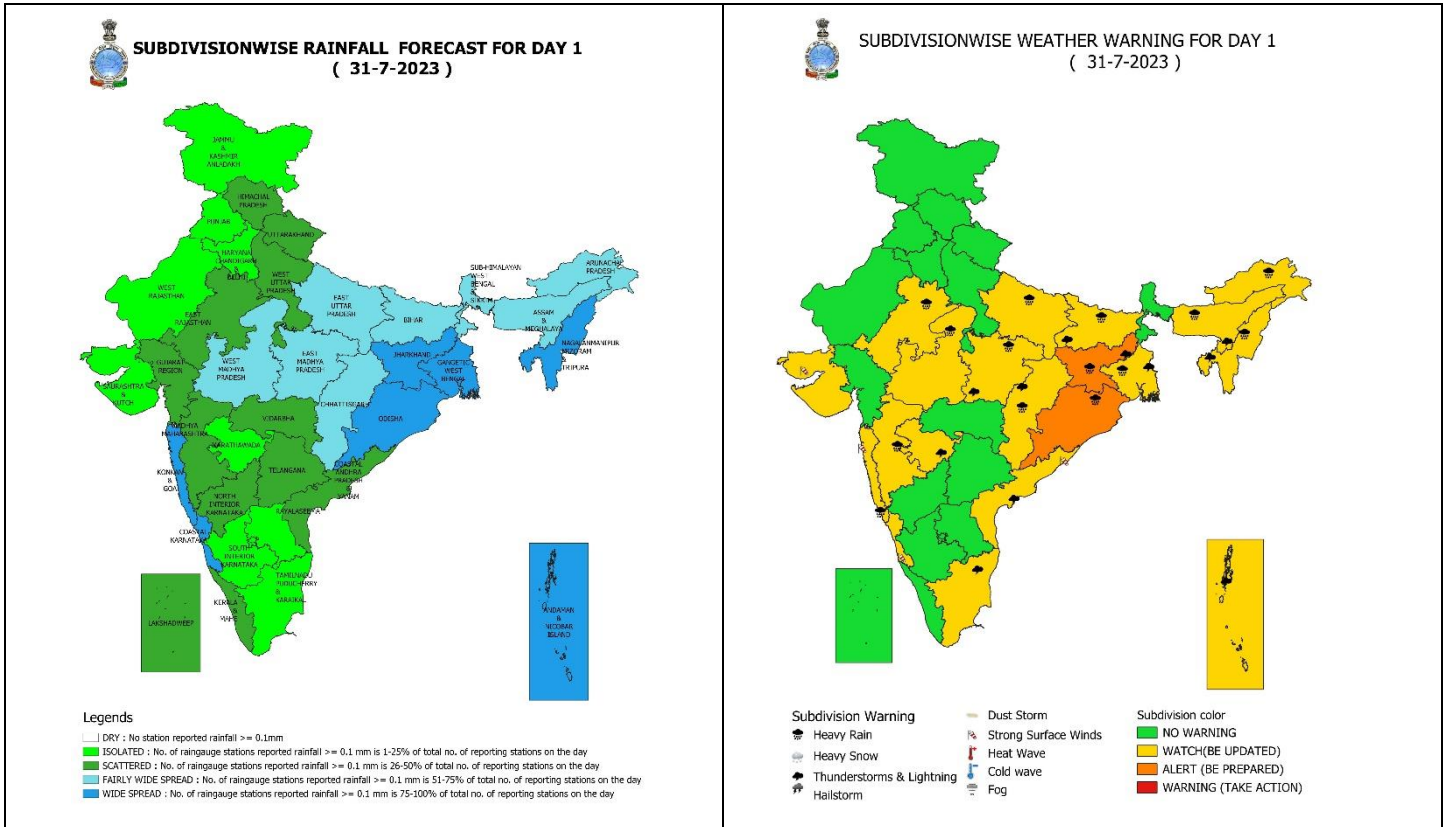 SUBDIVISIONWISE RAINFALL FORECAST FOR DAY 1
( 31-7-2023 )
JAMMU
&
KASHMIR
HIMACHAL
PRADESH
PUNJAB
UTTARAKHAND
HARYANA
CHANDIGARH
&
DELHI
WEST
UTTAR
PRADESH
WEST
RAJASTHAN
EAST
RAJASTHAN
EAST
UTTAR
PRADESH
BIHAR
SUB-HIMALAYAN
WEST
BENGAL
&
ARUNACHAL
PRADESH
ASSAM
&
MEGHALAYA
TRIPURA
GUJARAT
REGION
SAURASHTRA
&
KUTCH
WEST
MADHYA
PRADESH
EAST
MADHYA
PRADESH
JHARKHAND
GANGETIC
WEST
BENGAL
CHHATTISGARH
ODISHA
VIDARBHA
MADHYA
MAHARASHTRA
MARATHAWADA
KONKAN
&
GOA
TELANGANA
COASTAL
ANDHRA
PRADESH
&
YANAM
NORTH
INTERIOR
KARNATAKA
RAYALASEEMA
COASTAL
KARNATAKA
SOUTH
INTERIOR
KARNATAKA
TAMILNADU
PUDUCHERRY
&
KARAIKAL
KERALA
&
MAHE
LAKSHADWEEP
ANDAMAN
&
NICOBAR
ISLAND
Legends
DRY : No station reported rainfall >= 0.1mm
ISOLATED : No. of raingauge stations reported rainfall >= 0.1 mm is 1-25% of total no. of reporting stations on the day
SCATTERED : No. of raingauge stations reported rainfall >= 0.1 mm is 26-50% of total no. of reporting stations on the day
FAIRLY WIDE SPREAD : No. of raingauge stations reported rainfall >= 0.1 mm is 51-75% of total no. of reporting stations on the day
WIDE SPREAD : No. of raingauge stations reported rainfall >= 0.1 mm is 75-100% of total no. of reporting stations on the day
SUBDIVISIONWISE WEATHER WARNING FOR DAY 1
( 31-7-2023 )
Subdivision Warning
Heavy Rain
Heavy Snow
Thunderstorms & Lightning
Hailstorm
Dust Storm
Strong Surface Winds
Heat Wave
Cold wave
Fog
Subdivision color
NO WARNING
WATCH(BE UPDATED)
ALERT (BE PREPARED)
WARNING (TAKE ACTION)